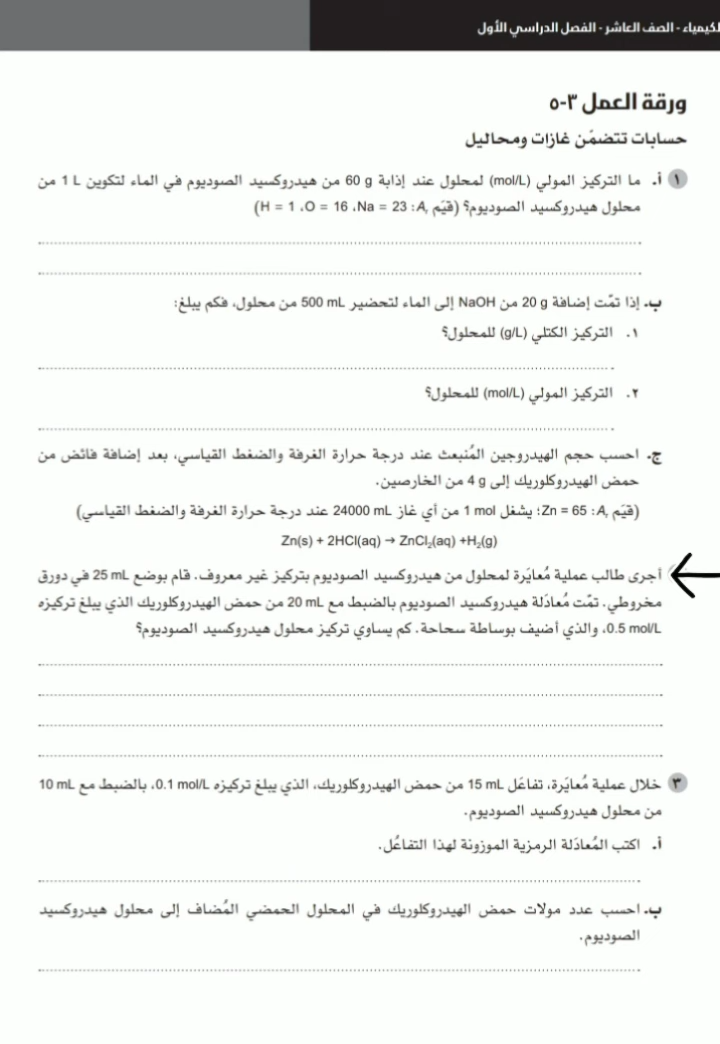 الكيمياء - الصف العاشر - الفصل الدراسي الأول
ورقة العمل ٣-٥
حسابات تتضمّن غازات ومحاليل
١ أ. ما التركيز المولي (mol/L) لمحلول عند إذابة 60 g من هيدروكسيد الصوديوم في الماء لتكوين 1 L من
محلول هيدروكسيد الصوديوم؟ (قيَم Aᵣ: H = 1 ،O = 16 ،Na = 23)
ب. إذا تمّت إضافة 20 g من NaOH إلى الماء لتحضير 500 mL من محلول، فكم يبلغ:
١. التركيز الكتلي (g/L) للمحلول؟
٢. التركيز المولي (mol/L) للمحلول؟
ج. احسب حجم الهيدروجين المُنبعث عند درجة حرارة الغرفة والضغط القياسي، بعد إضافة فائض من
حمض الهيدروكلوريك إلى 4 g من الخارصين.
(قيَم Aᵣ: Zn = 65؛ يشغل 1 mol من أي غاز 24000 mL عند درجة حرارة الغرفة والضغط القياسي)
Zn(s) + 2HCl(aq) → ZnCl₂(aq) +H₂(g)
أجرى طالب عملية مُعايَرة لمحلول من هيدروكسيد الصوديوم بتركيز غير معروف. قام بوضع 25 mL في دورق
مخروطي. تمّت مُعادَلة هيدروكسيد الصوديوم بالضبط مع 20 mL من حمض الهيدروكلوريك الذي يبلغ تركيزه
0.5 mol/L، والذي أضيف بوساطة سحاحة. كم يساوي تركيز محلول هيدروكسيد الصوديوم؟
٣ خلال عملية مُعايَرة، تفاعَل 15 mL من حمض الهيدروكلوريك، الذي يبلغ تركيزه 0.1 mol/L، بالضبط مع 10 mL
من محلول هيدروكسيد الصوديوم.
أ. اكتب المُعادَلة الرمزية الموزونة لهذا التفاعُل.
ب. احسب عدد مولات حمض الهيدروكلوريك في المحلول الحمضي المُضاف إلى محلول هيدروكسيد
الصوديوم.